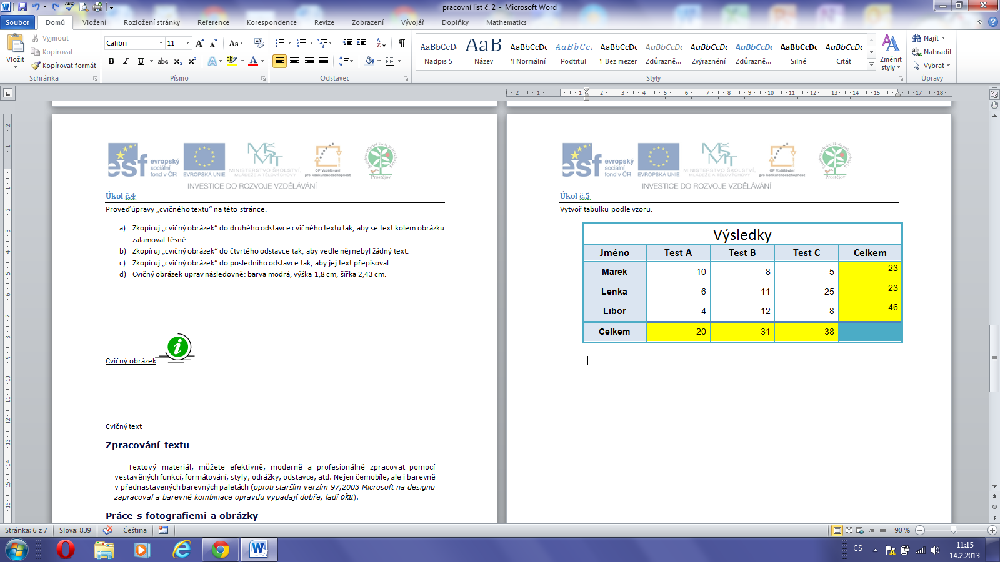 pracovní list č. 2 - Microsoft Word
Soubor Domů Vložení Rozložení stránky Reference Korespondence Revize Zobrazení Vývojář Doplňky Mathematics
Vložit
Vyjmout
Kopírovat
Kopírovat formát
Schránka
Calibri 11
Písmo
Odstavec
AaBbCcD AaB AaBbCcDc AaBbCc. AaBbCcDc AaBbCcDc AaBbCcDc AaBbCcDc AaBbCcDc AaBbCcDc
Nadpis 5 Název ¶ Normální Podtitul ¶ Bez mezer Zdůrazně... Zvýraznění Zdůrazně... Silné Citát
Styly
Změnit styly
Najít
Nahradit
Vybrat
Úpravy
esf evropský sociální fond v ČR
EVROPSKÁ UNIE
MINISTERSTVO ŠKOLSTVÍ,
MLÁDEŽE A TĚLOVÝCHOVY
OP Vzdělávání
pro konkurenceschopnost
Prostějov
INVESTICE DO ROZVOJE VZDĚLÁVÁNÍ
Úkol č.4
Proveď úpravy „cvičného textu“ na této stránce.
a) Zkopíruj „cvičný obrázek“ do druhého odstavce cvičného textu tak, aby se text kolem obrázku
zalamoval těsně.
b) Zkopíruj „cvičný obrázek“ do čtvrtého odstavce tak, aby vedle něj nebyl žádný text.
c) Zkopíruj „cvičný obrázek“ do posledního odstavce tak, aby jej text přepisoval.
d) Cvičný obrázek uprav následovně: barva modrá, výška 1,8 cm, šířka 2,43 cm.
Cvičný obrázek
Cvičný text
Zpracování textu
Textový materiál, můžete efektivně, moderně a profesionálně zpracovat pomocí
vestavěných funkcí, formátování, styly, odrážky, odstavce, atd. Nejen černobíle, ale i barevně
v přednastavených barevných paletách (oproti starším verzím 97,2003 Microsoft na designu
zapracoval a barevné kombinace opravdu vypadají dobře, ladí oku).
Práce s fotografiemi a obrázky
esf evropský sociální fond v ČR
EVROPSKÁ UNIE
MINISTERSTVO ŠKOLSTVÍ,
MLÁDEŽE A TĚLOVÝCHOVY
OP Vzdělávání
pro konkurenceschopnost
Prostějov
INVESTICE DO ROZVOJE VZDĚLÁVÁNÍ
Úkol č.5
Vytvoř tabulku podle vzoru.
Výsledky
Jméno Test A Test B Test C Celkem
Marek 10 8 5 23
Lenka 6 11 25 23
Libor 4 12 8 46
Celkem 20 31 38
Stránka: 6 z 7 Slova: 839 Čeština 90 %
CS 11:15
14.2.2013